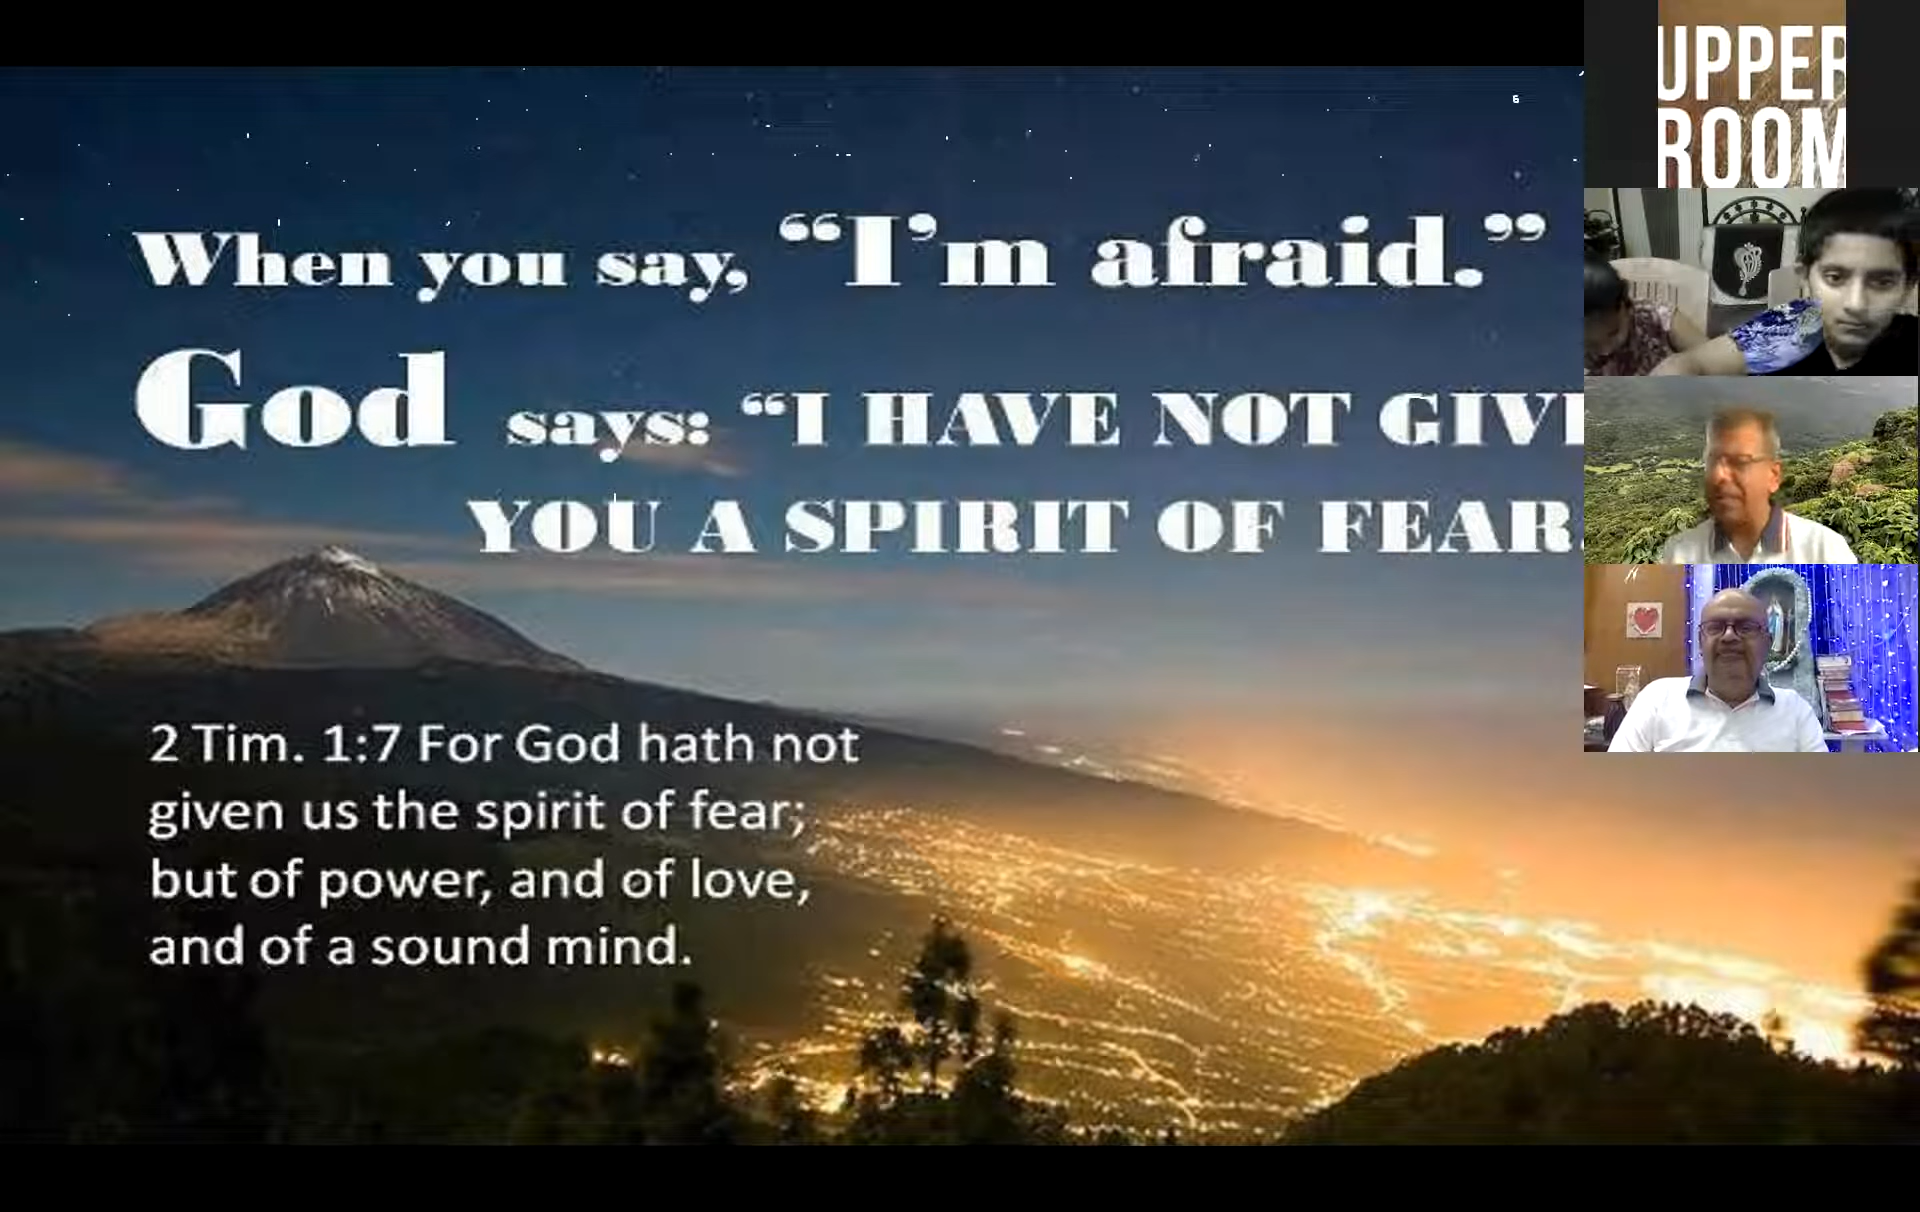 When you say, “I’m afraid.”
God says: “I HAVE NOT GIV
YOU A SPIRIT OF FEAR.
2 Tim. 1:7 For God hath not
given us the spirit of fear;
but of power, and of love,
and of a sound mind.
6
UPPER
ROOM